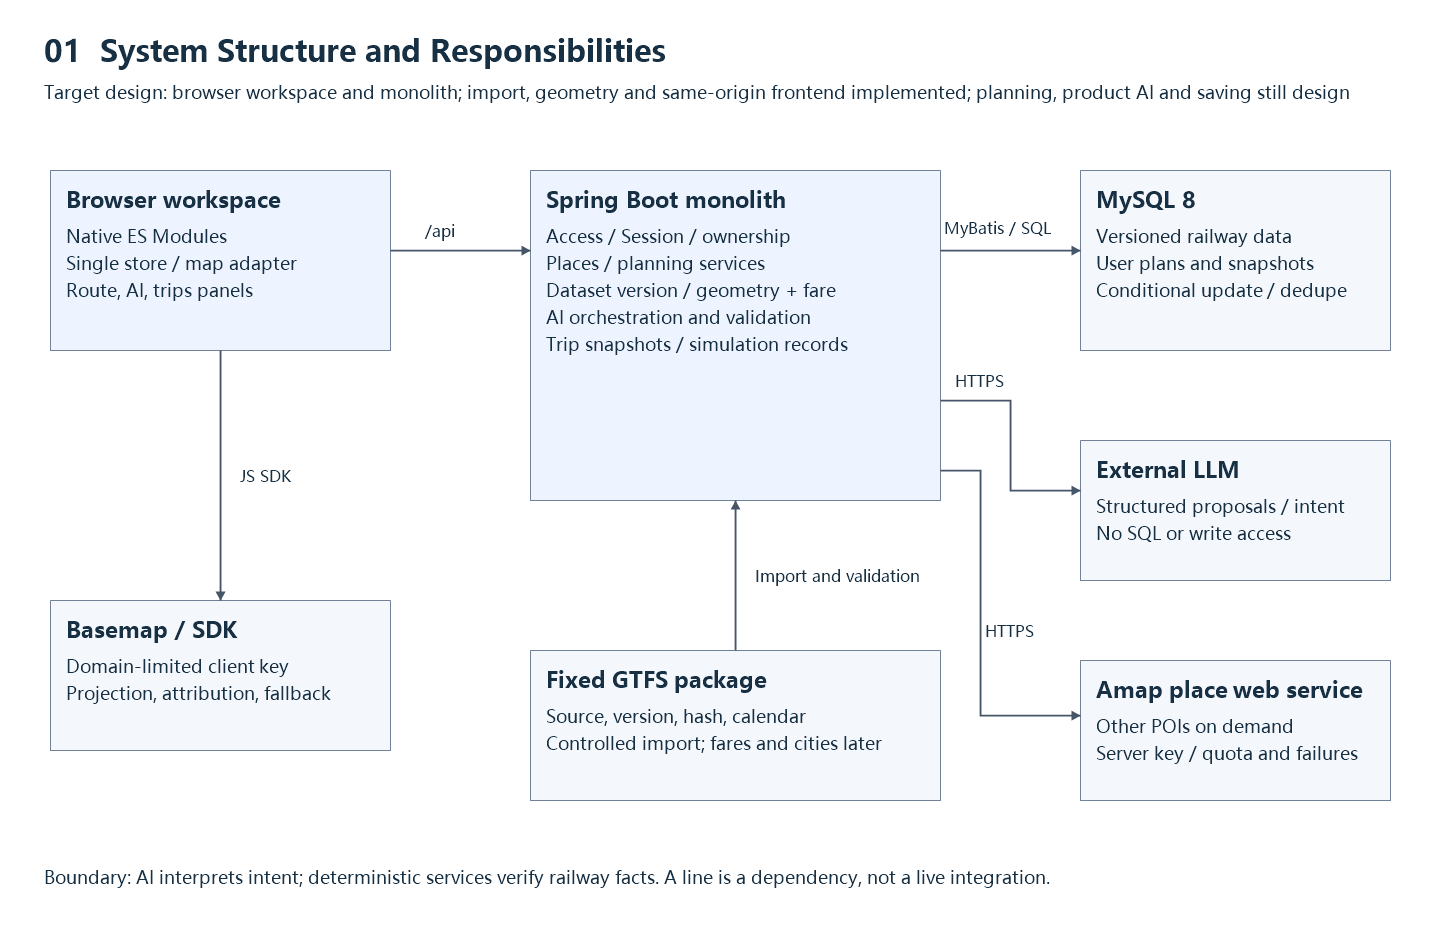 01 System Structure and Responsibilities
Target design: browser workspace and monolith; import, geometry and same-origin frontend implemented; planning, product AI and saving still design
Browser workspace
Native ES Modules
Single store / map adapter
Route, AI, trips panels
/api
Spring Boot monolith
Access / Session / ownership
Places / planning services
Dataset version / geometry + fare
AI orchestration and validation
Trip snapshots / simulation records
MyBatis / SQL
MySQL 8
Versioned railway data
User plans and snapshots
Conditional update / dedupe
HTTPS
External LLM
Structured proposals / intent
No SQL or write access
JS SDK
Import and validation
HTTPS
Basemap / SDK
Domain-limited client key
Projection, attribution, fallback
Fixed GTFS package
Source, version, hash, calendar
Controlled import; fares and cities later
Amap place web service
Other POIs on demand
Server key / quota and failures
Boundary: AI interprets intent; deterministic services verify railway facts. A line is a dependency, not a live integration.